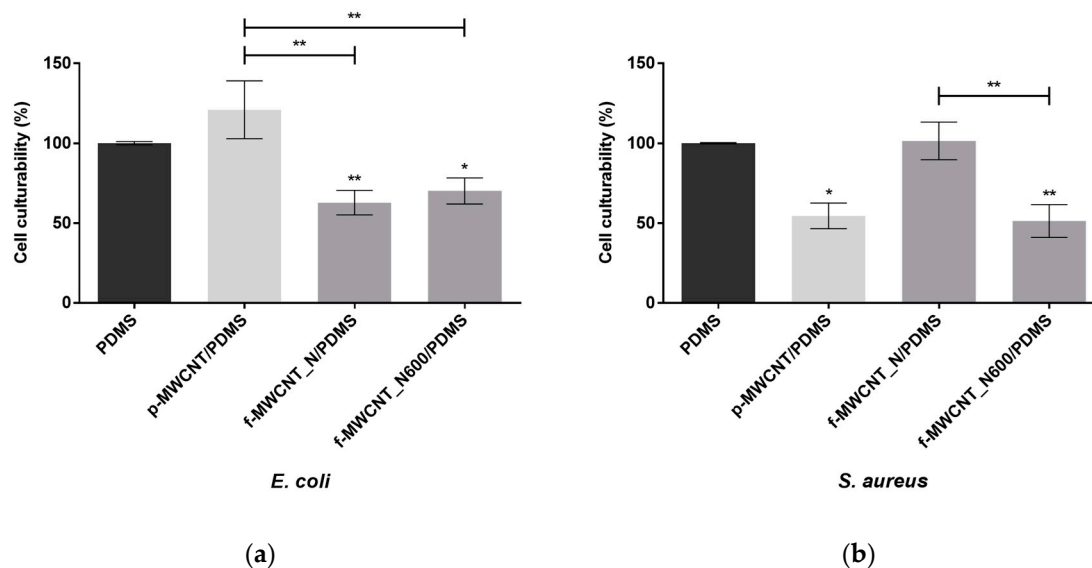 **
**
150
100
50
0
Cell culturability (%)
**
*
PDMS
p-MWCNT/PDMS
f-MWCNT_N/PDMS
f-MWCNT_N600/PDMS
E. coli
(a)
**
150
100
50
0
Cell culturability (%)
*
**
PDMS
p-MWCNT/PDMS
f-MWCNT_N/PDMS
f-MWCNT_N600/PDMS
S. aureus
(b)